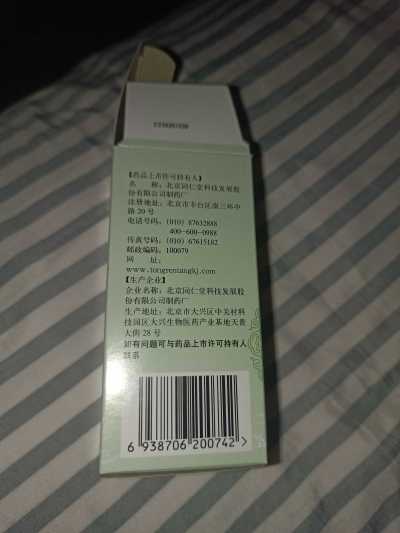 【药品上市许可持有人】
名 称：北京同仁堂科技发展股
份有限公司制药厂
注册地址：北京市丰台区南三环中
路20号
电话号码：(010) 87632888
400-600-0988
传真号码：(010) 67615182
邮政编码：100079
网 址：
www.tongrentangkj.com
【生产企业】
企业名称：北京同仁堂科技发展股
份有限公司制药厂
生产地址：北京市大兴区中关村科
技园区大兴生物医药产业基地天贵
大街28号
如有问题可与药品上市许可持有人
联系
6 938706 200742